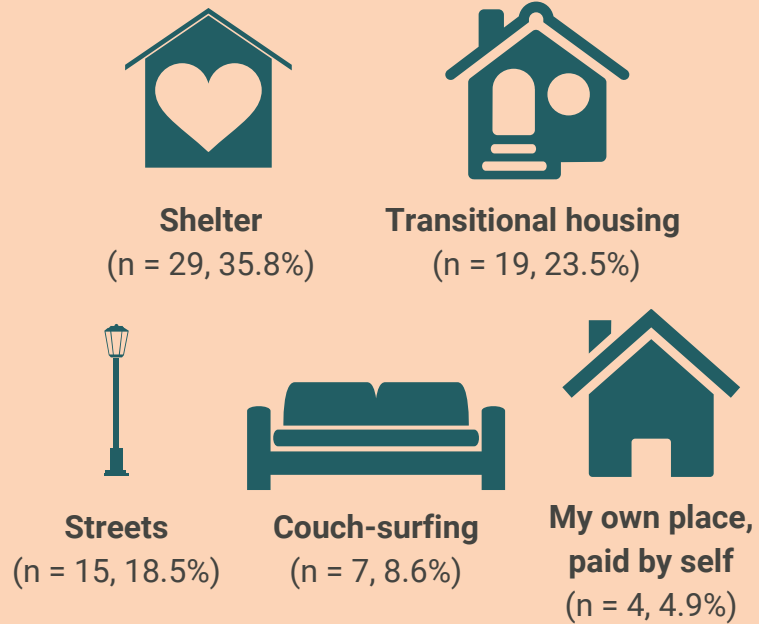 Shelter
(n = 29, 35.8%)
Transitional housing
(n = 19, 23.5%)
Streets
(n = 15, 18.5%)
Couch-surfing
(n = 7, 8.6%)
My own place,
paid by self
(n = 4, 4.9%)